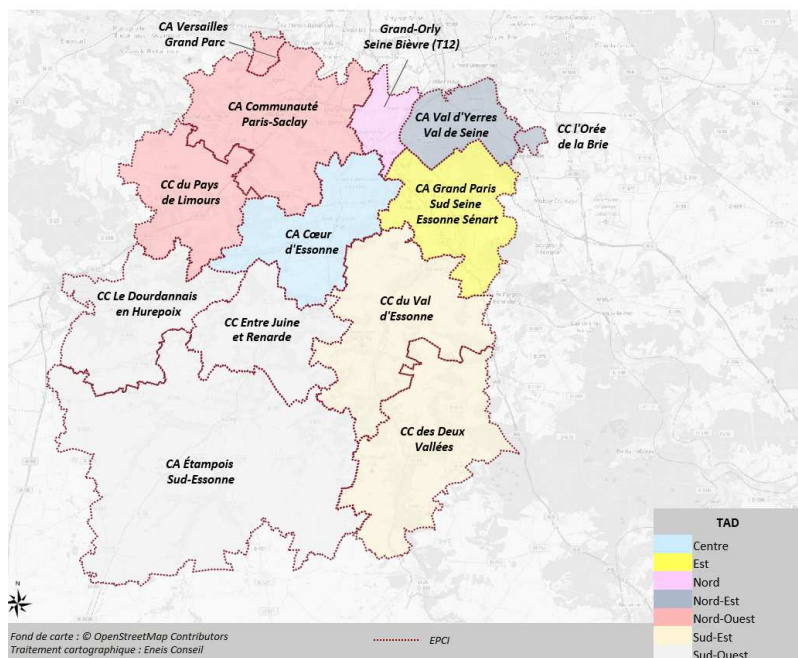 CA Versailles
Grand Parc
Grand-Orly
Seine Bièvre (T12)
CA Communauté
Paris-Saclay
CA Val d'Yerres
Val de Seine
CC l'Orée
de la Brie
CC du Pays
de Limours
CA Grand Paris
Sud Seine
Essonne Sénart
CA Cœur
d'Essonne
CC Le Dourdannais
en Hurepoix
CC Entre Juine
et Renarde
CC du Val
d'Essonne
CC des Deux
Vallées
CA Étampois
Sud-Essonne
TAD
Centre
Est
Nord
Nord-Est
Nord-Ouest
Sud-Est
Sud-Ouest
N
Fond de carte : © OpenStreetMap Contributors
Traitement cartographique : Eneis Conseil
EPCI